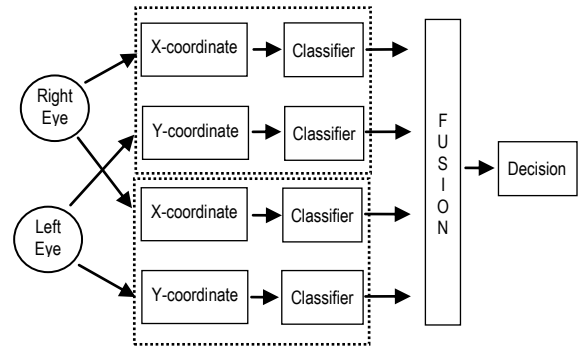 Right
Eye
Left
Eye
X-coordinate
Classifier
Y-coordinate
Classifier
X-coordinate
Classifier
Y-coordinate
Classifier
F
U
S
I
O
N
Decision